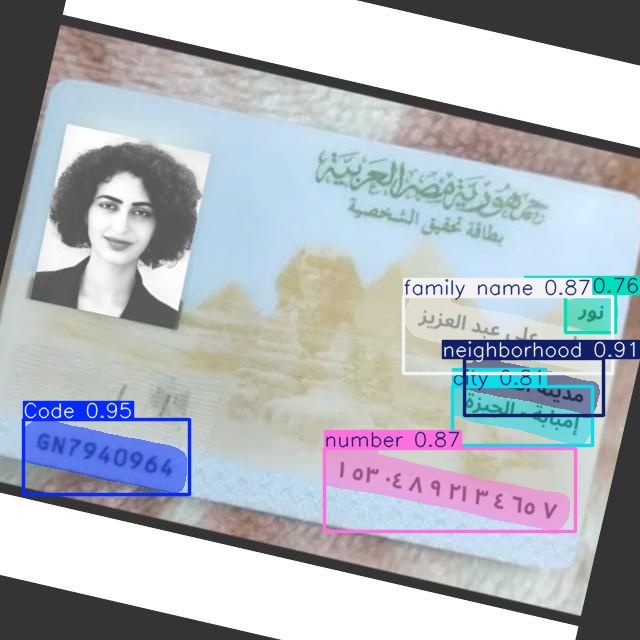 جمهورية مصر العربية
بطاقة تحقيق الشخصية
0.76
family name 0.87
نور
علي عبد العزيز
neighborhood 0.91
مدينة
city 0.81
إمبابة - الجيزة
Code 0.95
GN7940964
number 0.87
١٥٣٠٤٨٩٢١٣٤٦٥٧